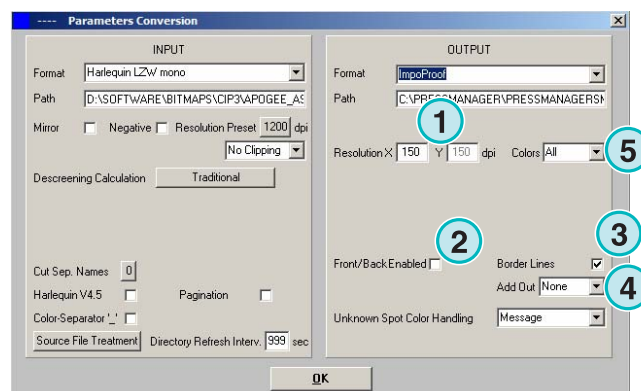 ---- Parameters Conversion
INPUT
Format Harlequin LZW mono
Path D:\SOFTWARE\BITMAPS\CIP3\APOGEE_AS
Mirror Negative Resolution Preset 1200 dpi
No Clipping
Descreening Calculation Traditional
Cut Sep. Names 0
Harlequin V4.5 Pagination
Color-Separator '_'
Source File Treatment Directory Refresh Interv. 999 sec
OUTPUT
Format ImpoProof
Path C:\PRESSMANAGER\PRESSMANAGERSM
1
Resolution X 150 Y 150 dpi Colors All 5
2
3
Front/Back Enabled Border Lines
Add Out None 4
Unknown Spot Color Handling Message
OK